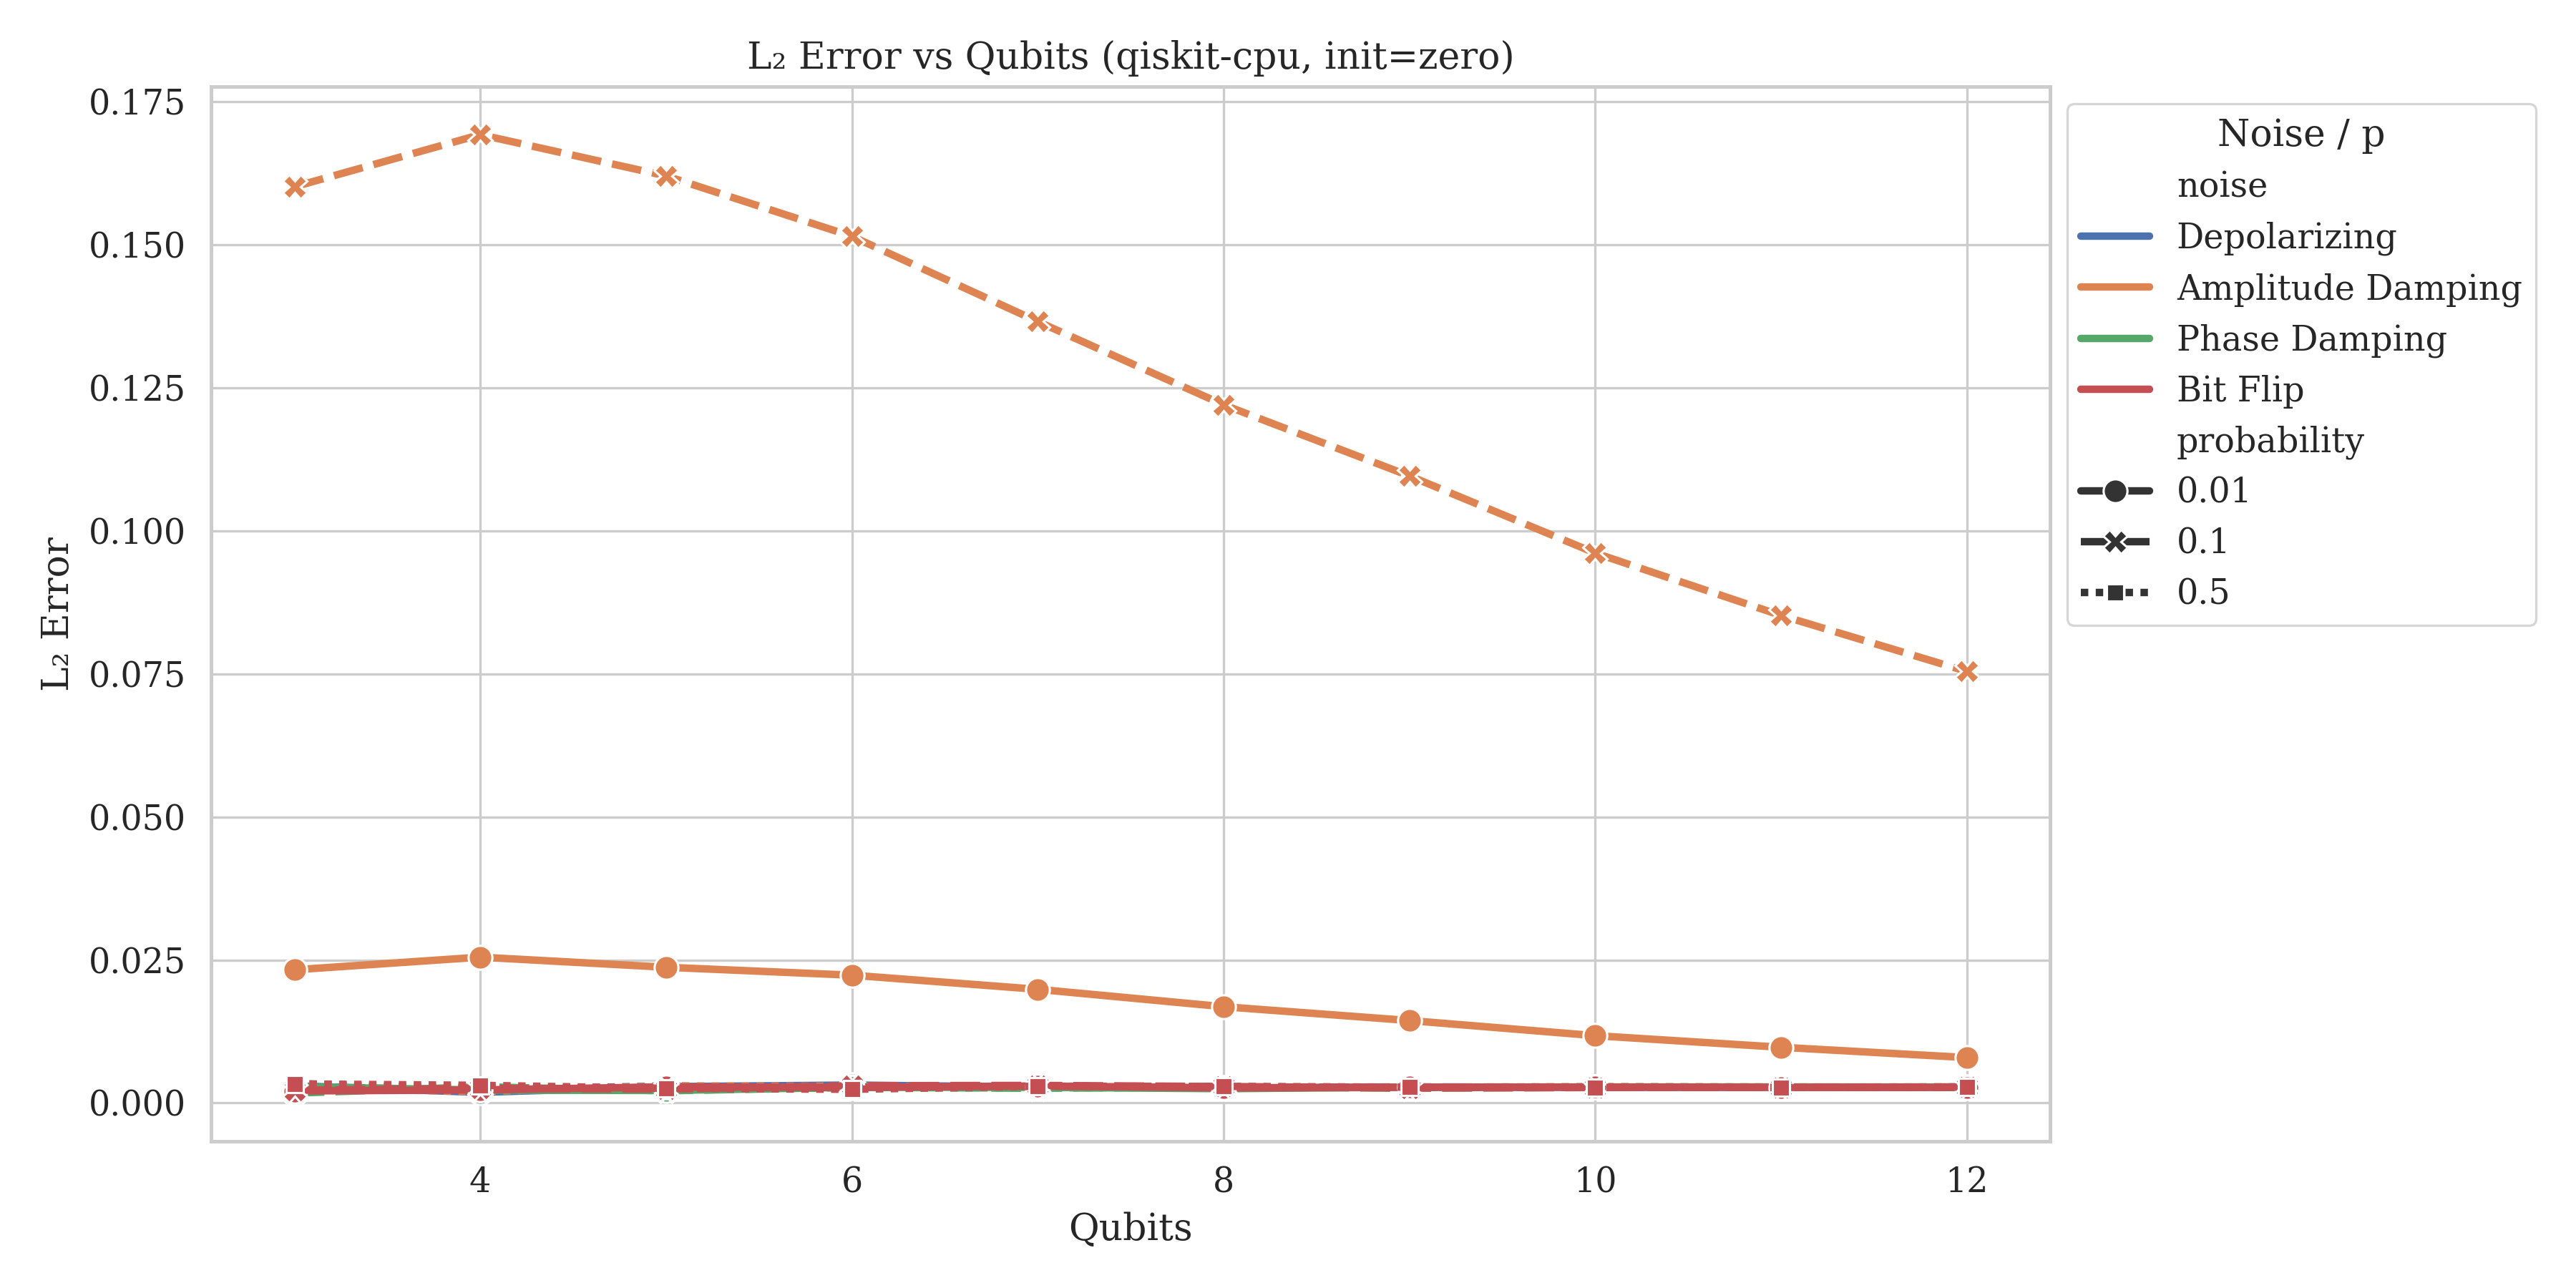 L₂ Error vs Qubits (qiskit-cpu, init=zero)
0.175
0.150
0.125
0.100
0.075
0.050
0.025
0.000
L₂ Error
4 6 8 10 12
Qubits
Noise / p
noise
Depolarizing
Amplitude Damping
Phase Damping
Bit Flip
probability
0.01
0.1
0.5